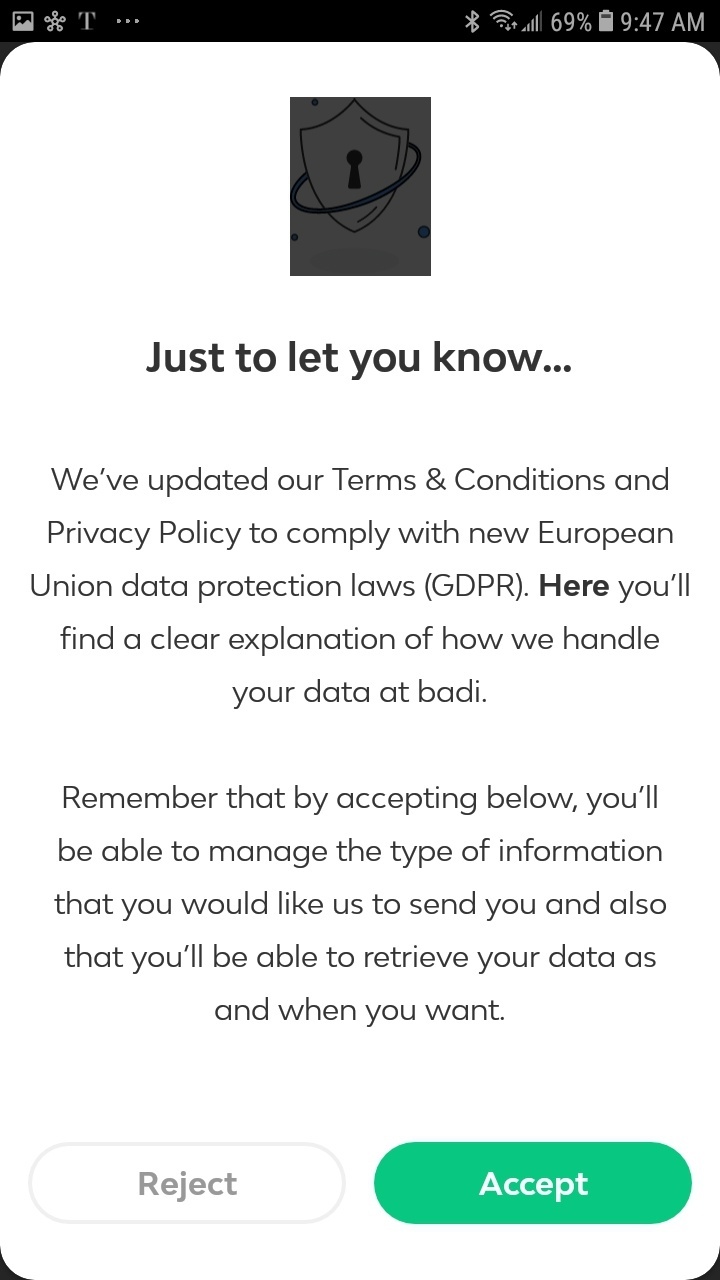 69% 9:47 AM
Just to let you know...
We’ve updated our Terms & Conditions and
Privacy Policy to comply with new European
Union data protection laws (GDPR). Here you’ll
find a clear explanation of how we handle
your data at badi.
Remember that by accepting below, you’ll
be able to manage the type of information
that you would like us to send you and also
that you’ll be able to retrieve your data as
and when you want.
Reject Accept